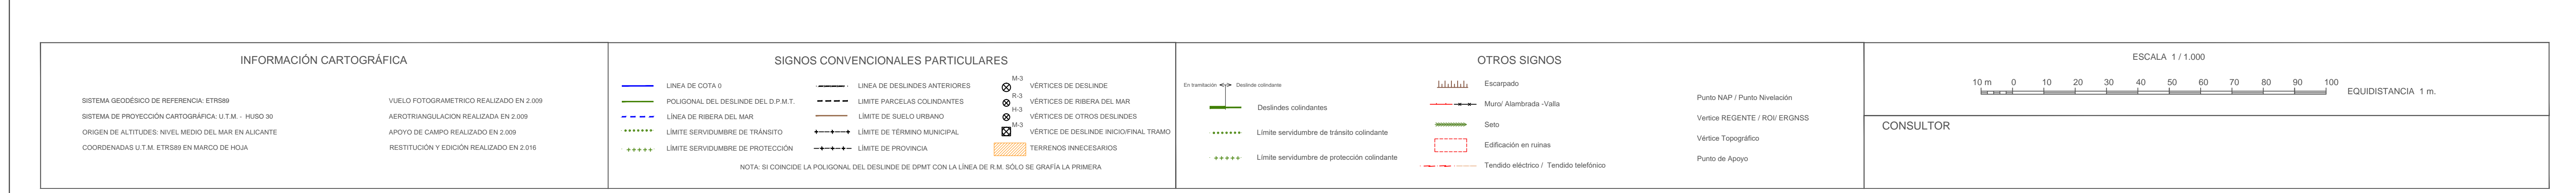 INFORMACIÓN CARTOGRÁFICA
SISTEMA GEODÉSICO DE REFERENCIA: ETRS89
SISTEMA DE PROYECCIÓN CARTOGRÁFICA: U.T.M. - HUSO 30
ORIGEN DE ALTITUDES: NIVEL MEDIO DEL MAR EN ALICANTE
COORDENADAS U.T.M. ETRS89 EN MARCO DE HOJA
VUELO FOTOGRAMETRICO REALIZADO EN 2.009
AEROTRIANGULACION REALIZADA EN 2.009
APOYO DE CAMPO REALIZADO EN 2.009
RESTITUCIÓN Y EDICIÓN REALIZADO EN 2.016
SIGNOS CONVENCIONALES PARTICULARES
LINEA DE COTA 0
POLIGONAL DEL DESLINDE DEL D.P.M.T.
LÍNEA DE RIBERA DEL MAR
LÍMITE SERVIDUMBRE DE TRÁNSITO
LÍMITE SERVIDUMBRE DE PROTECCIÓN
LINEA DE DESLINDES ANTERIORES
LIMITE PARCELAS COLINDANTES
LÍMITE DE SUELO URBANO
LÍMITE DE TÉRMINO MUNICIPAL
LÍMITE DE PROVINCIA
M-3
VÉRTICES DE DESLINDE
R-3
VÉRTICES DE RIBERA DEL MAR
H-3
VÉRTICES DE OTROS DESLINDES
M-3
VÉRTICE DE DESLINDE INICIO/FINAL TRAMO
TERRENOS INNECESARIOS
NOTA: SI COINCIDE LA POLIGONAL DEL DESLINDE DE DPMT CON LA LÍNEA DE R.M. SÓLO SE GRAFÍA LA PRIMERA
OTROS SIGNOS
En tramitación
Deslinde colindante
Deslindes colindantes
Límite servidumbre de tránsito colindante
Límite servidumbre de protección colindante
Escarpado
Muro/ Alambrada -Valla
Seto
Edificación en ruinas
Tendido eléctrico / Tendido telefónico
Punto NAP / Punto Nivelación
Vertice REGENTE / ROI/ ERGNSS
Vértice Topográfico
Punto de Apoyo
ESCALA 1 / 1.000
10 m 0 10 20 30 40 50 60 70 80 90 100
EQUIDISTANCIA 1 m.
CONSULTOR